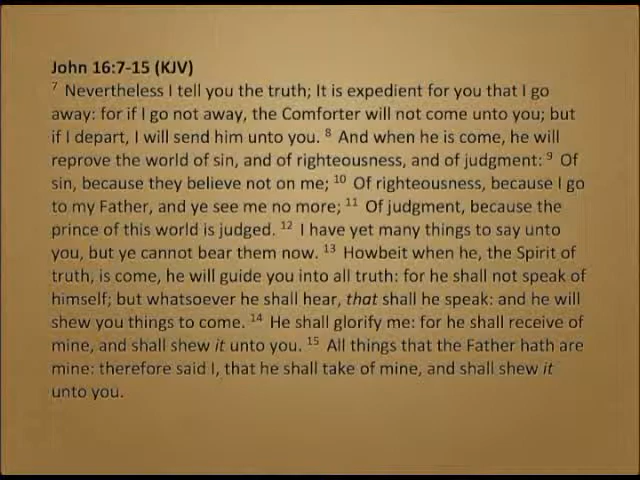 John 16:7-15 (KJV)
7 Nevertheless I tell you the truth; It is expedient for you that I go
away: for if I go not away, the Comforter will not come unto you; but
if I depart, I will send him unto you. 8 And when he is come, he will
reprove the world of sin, and of righteousness, and of judgment: 9 Of
sin, because they believe not on me; 10 Of righteousness, because I go
to my Father, and ye see me no more; 11 Of judgment, because the
prince of this world is judged. 12 I have yet many things to say unto
you, but ye cannot bear them now. 13 Howbeit when he, the Spirit of
truth, is come, he will guide you into all truth: for he shall not speak of
himself; but whatsoever he shall hear, that shall he speak: and he will
shew you things to come. 14 He shall glorify me: for he shall receive of
mine, and shall shew it unto you. 15 All things that the Father hath are
mine: therefore said I, that he shall take of mine, and shall shew it
unto you.